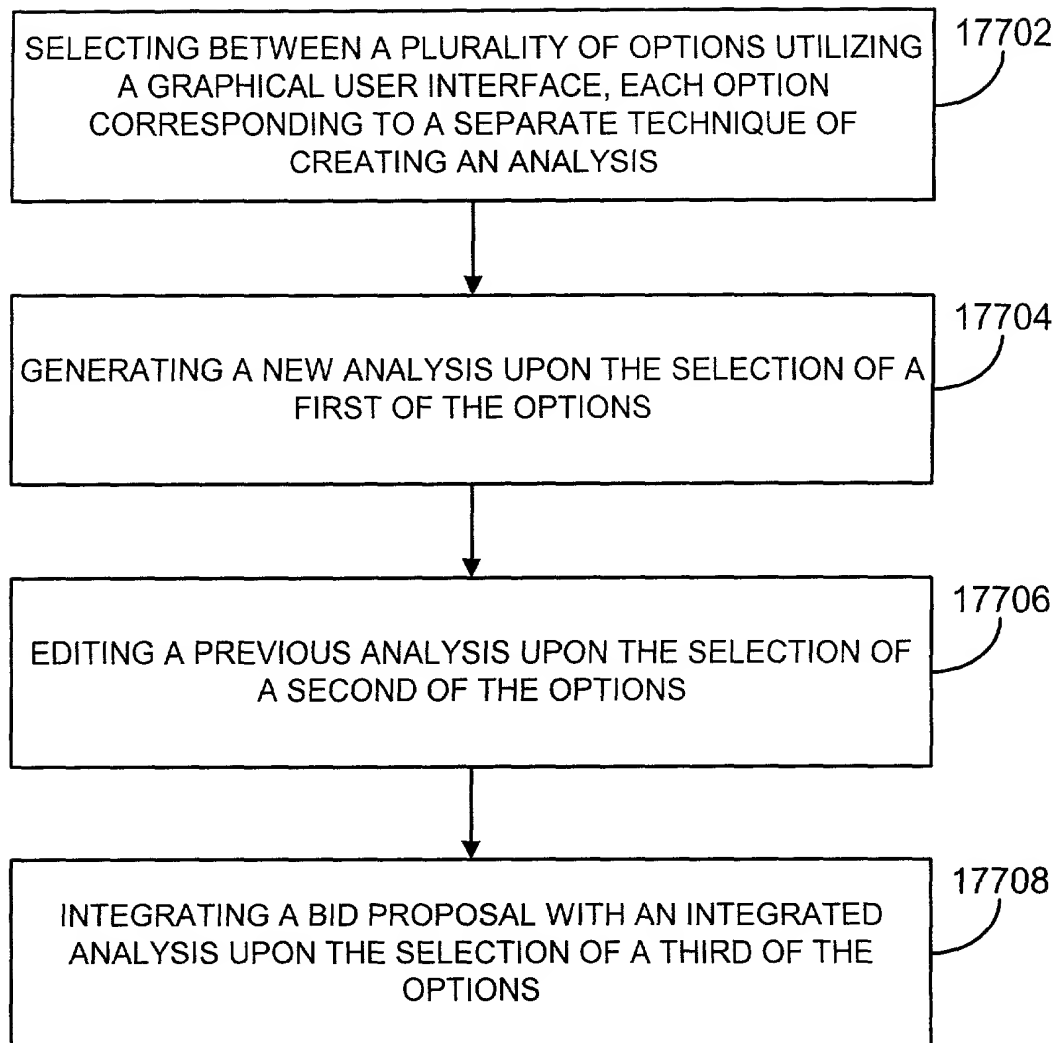 SELECTING BETWEEN A PLURALITY OF OPTIONS UTILIZING
A GRAPHICAL USER INTERFACE, EACH OPTION
CORRESPONDING TO A SEPARATE TECHNIQUE OF
CREATING AN ANALYSIS
17702
GENERATING A NEW ANALYSIS UPON THE SELECTION OF A
FIRST OF THE OPTIONS
17704
EDITING A PREVIOUS ANALYSIS UPON THE SELECTION OF
A SECOND OF THE OPTIONS
17706
INTEGRATING A BID PROPOSAL WITH AN INTEGRATED
ANALYSIS UPON THE SELECTION OF A THIRD OF THE
OPTIONS
17708